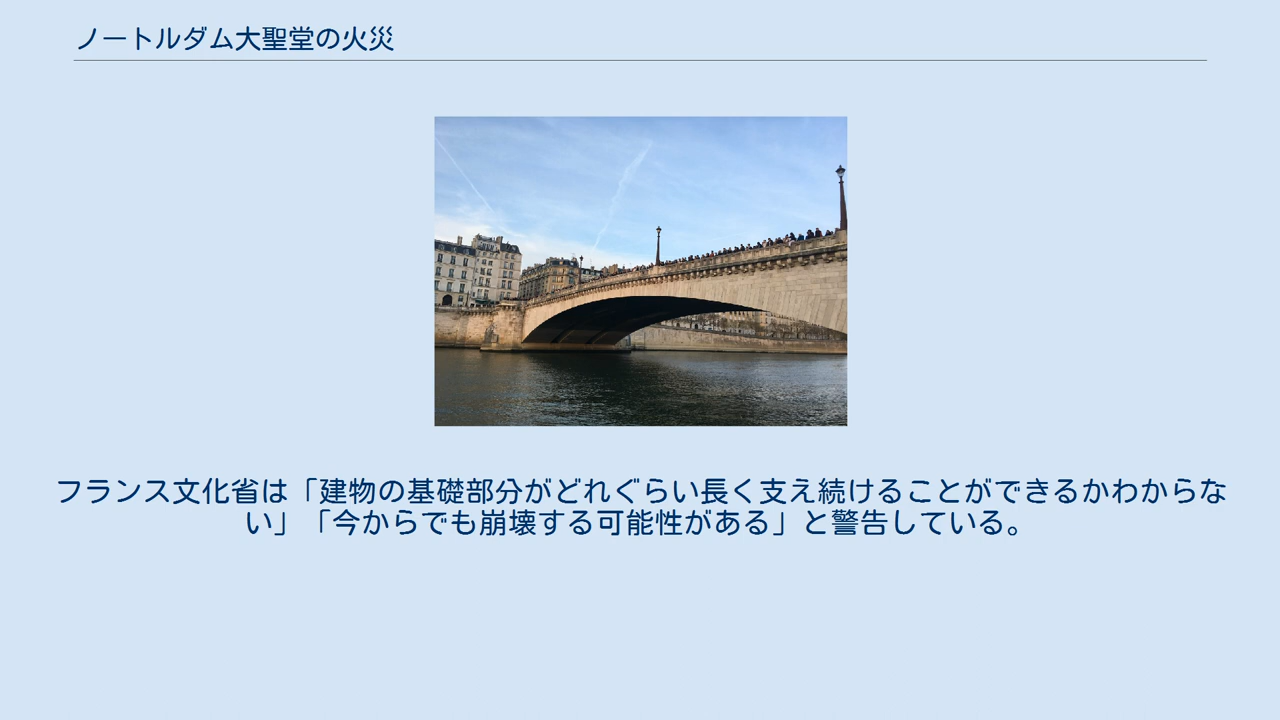 ノートルダム大聖堂の火災
フランス文化省は「建物の基礎部分がどれぐらい長く支え続けることができるかわからな
い」「今からでも崩壊する可能性がある」と警告している。